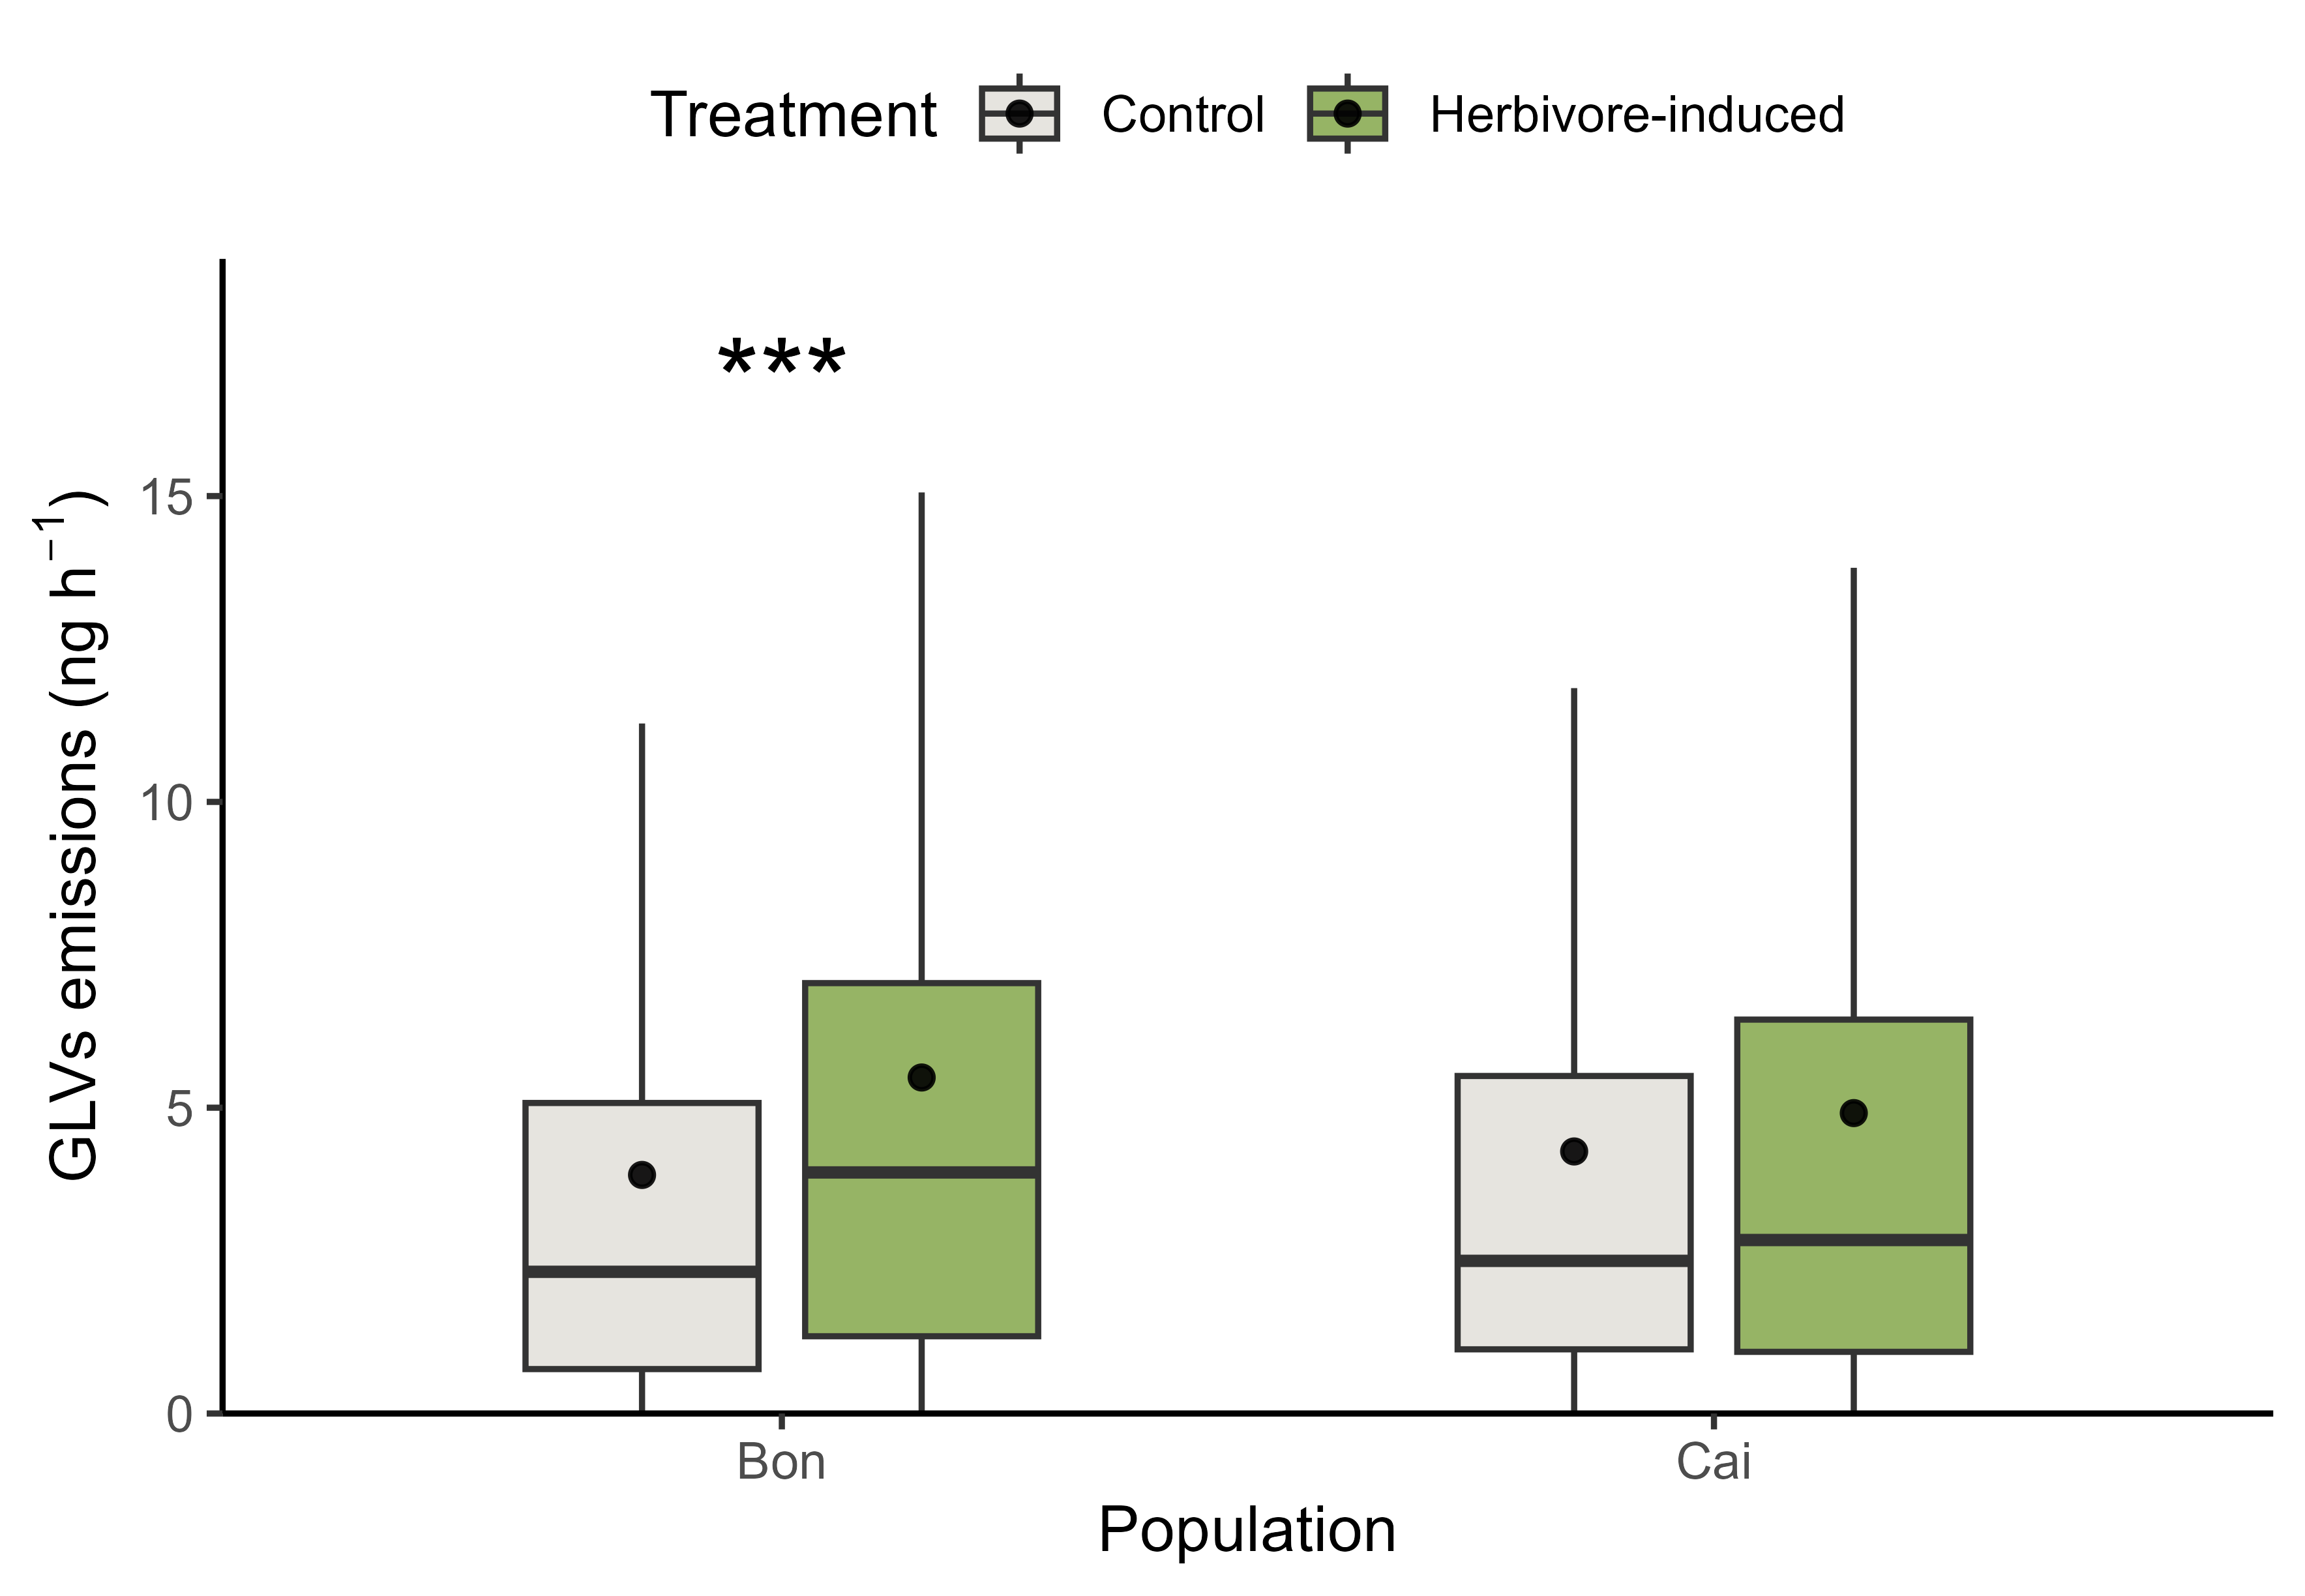 Treatment Control Herbivore-induced
***
GLVs emissions (ng h⁻¹)
15
10
5
0
Bon Cai
Population